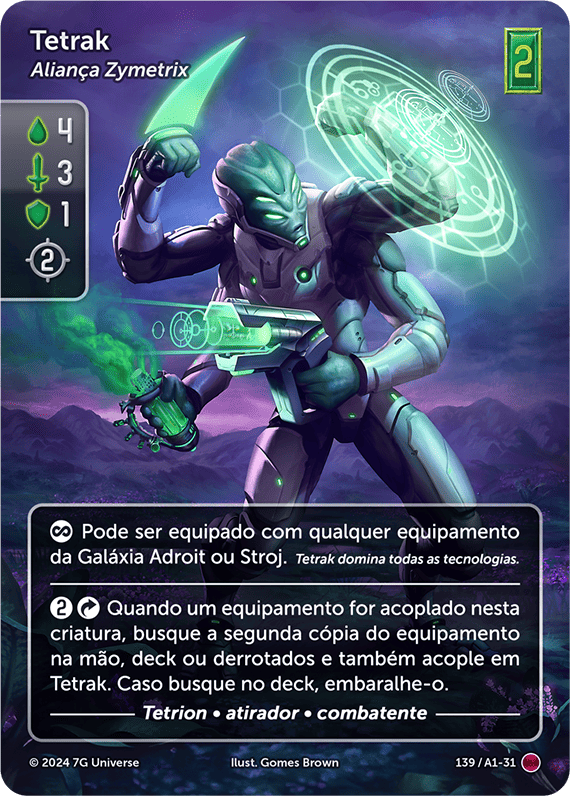 Tetrak
Aliança Zymetrix
2
4
3
1
2
Pode ser equipado com qualquer equipamento
da Galáxia Adroit ou Stroj. Tetrak domina todas as tecnologias.
2 Quando um equipamento for acoplado nesta
criatura, busque a segunda cópia do equipamento
na mão, deck ou derrotados e também acople em
Tetrak. Caso busque no deck, embaralhe-o.
Tetrion • atirador • combatente
© 2024 7G Universe Ilust. Gomes Brown 139 / A1-31